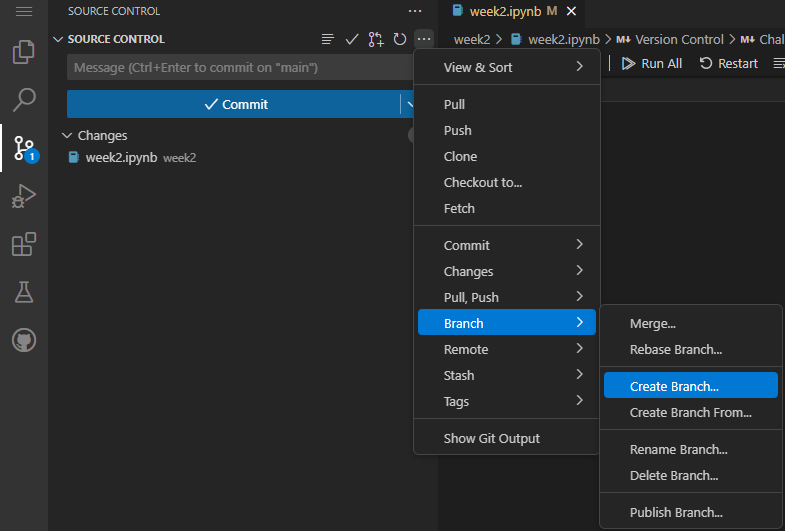 SOURCE CONTROL
SOURCE CONTROL
Message (Ctrl+Enter to commit on "main")
Commit
Changes
week2.ipynb week2
1
week2.ipynb M
week2 > week2.ipynb > Version Control > Chal
Run All Restart
View & Sort
Pull
Push
Clone
Checkout to...
Fetch
Commit
Changes
Pull, Push
Branch
Remote
Stash
Tags
Show Git Output
Merge...
Rebase Branch...
Create Branch...
Create Branch From...
Rename Branch...
Delete Branch...
Publish Branch...